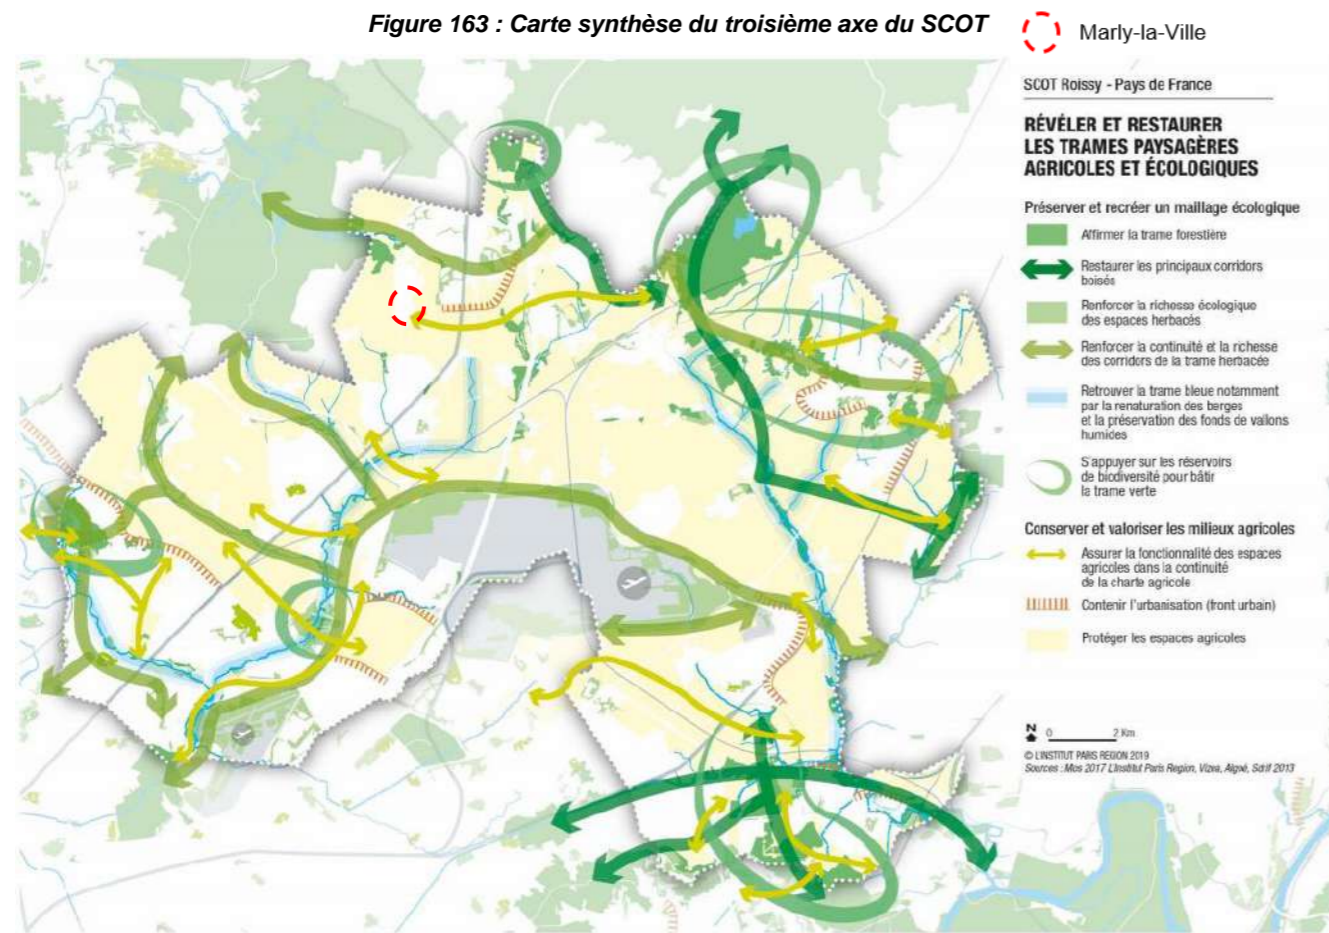 Figure 163 : Carte synthèse du troisième axe du SCOT
Marly-la-Ville
SCOT Roissy - Pays de France
RÉVÉLER ET RESTAURER
LES TRAMES PAYSAGÈRES
AGRICOLES ET ÉCOLOGIQUES
Préserver et recréer un maillage écologique
Affirmer la trame forestière
Restaurer les principaux corridors
boisés
Renforcer la richesse écologique
des espaces herbacés
Renforcer la continuité et la richesse
des corridors de la trame herbacée
Retrouver la trame bleue notamment
par la renaturation des berges
et la préservation des fonds de vallons
humides
S'appuyer sur les réservoirs
de biodiversité pour bâtir
la trame verte
Conserver et valoriser les milieux agricoles
Assurer la fonctionnalité des espaces
agricoles dans la continuité
de la charte agricole
Contenir l'urbanisation (front urbain)
Protéger les espaces agricoles
N 0 2 Km
© L'INSTITUT PARIS REGION 2019
Sources : Mos 2017 L'Institut Paris Region, Vizea, Aigné, Sdrif 2013